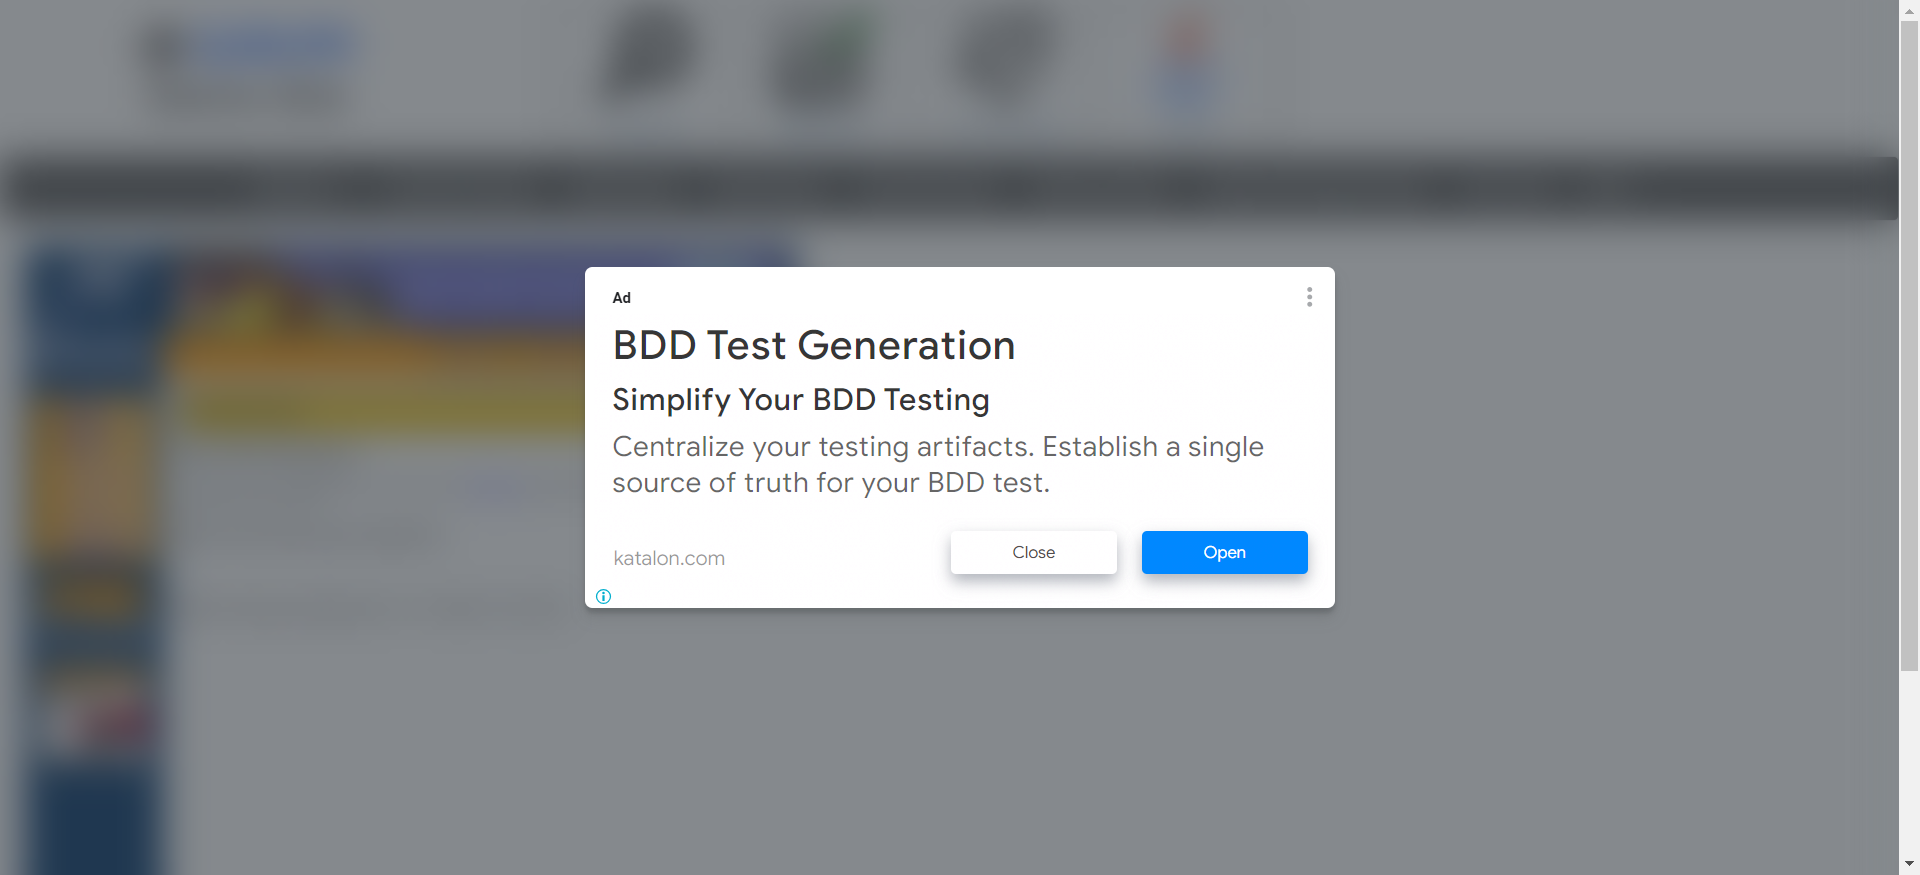 Ad
BDD Test Generation
Simplify Your BDD Testing
Centralize your testing artifacts. Establish a single
source of truth for your BDD test.
katalon.com
Close
Open